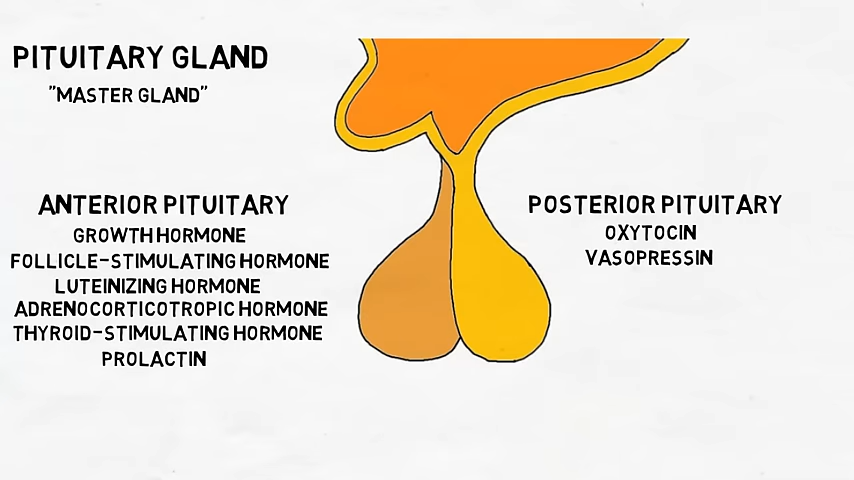 PITUITARY GLAND
"MASTER GLAND"
ANTERIOR PITUITARY
GROWTH HORMONE
FOLLICLE-STIMULATING HORMONE
LUTEINIZING HORMONE
ADRENOCORTICOTROPIC HORMONE
THYROID-STIMULATING HORMONE
PROLACTIN
POSTERIOR PITUITARY
OXYTOCIN
VASOPRESSIN